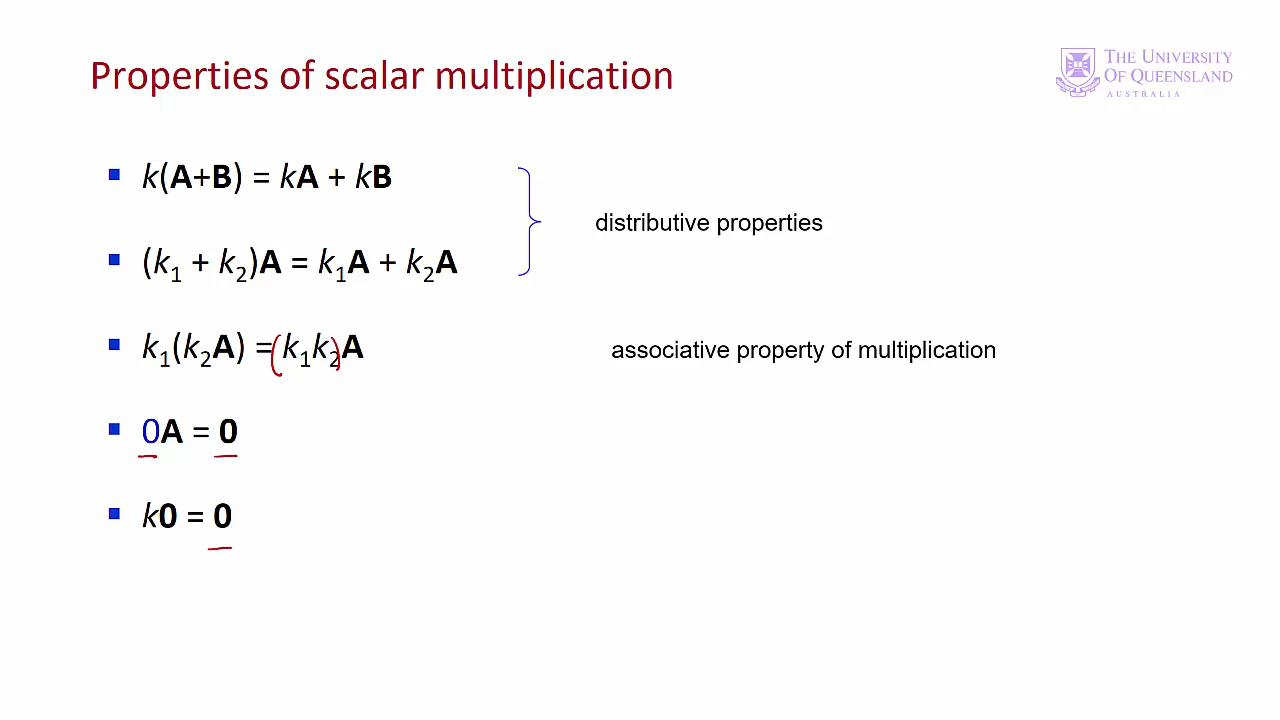 Properties of scalar multiplication
THE UNIVERSITY
OF QUEENSLAND
AUSTRALIA
▪ k(A+B) = kA + kB
distributive properties
▪ (k₁ + k₂)A = k₁A + k₂A
▪ k₁(k₂A) = (k₁k₂)A
associative property of multiplication
▪ 0A = 0
▪ k0 = 0